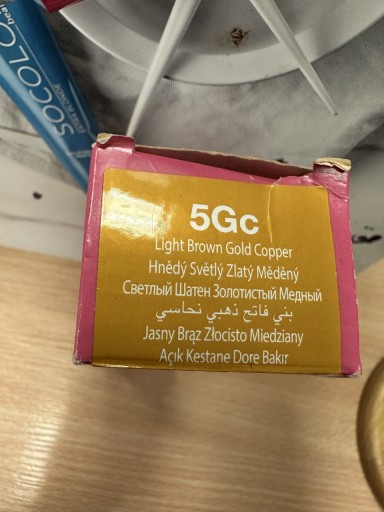 SOCOLO
5Gc
Light Brown Gold Copper
Hnědý Světlý Zlatý Měděný
Светлый Шатен Золотистый Медный
بني فاتح ذهبي نحاسي
Jasny Brąz Złocisto Miedziany
Açık Kestane Dore Bakır